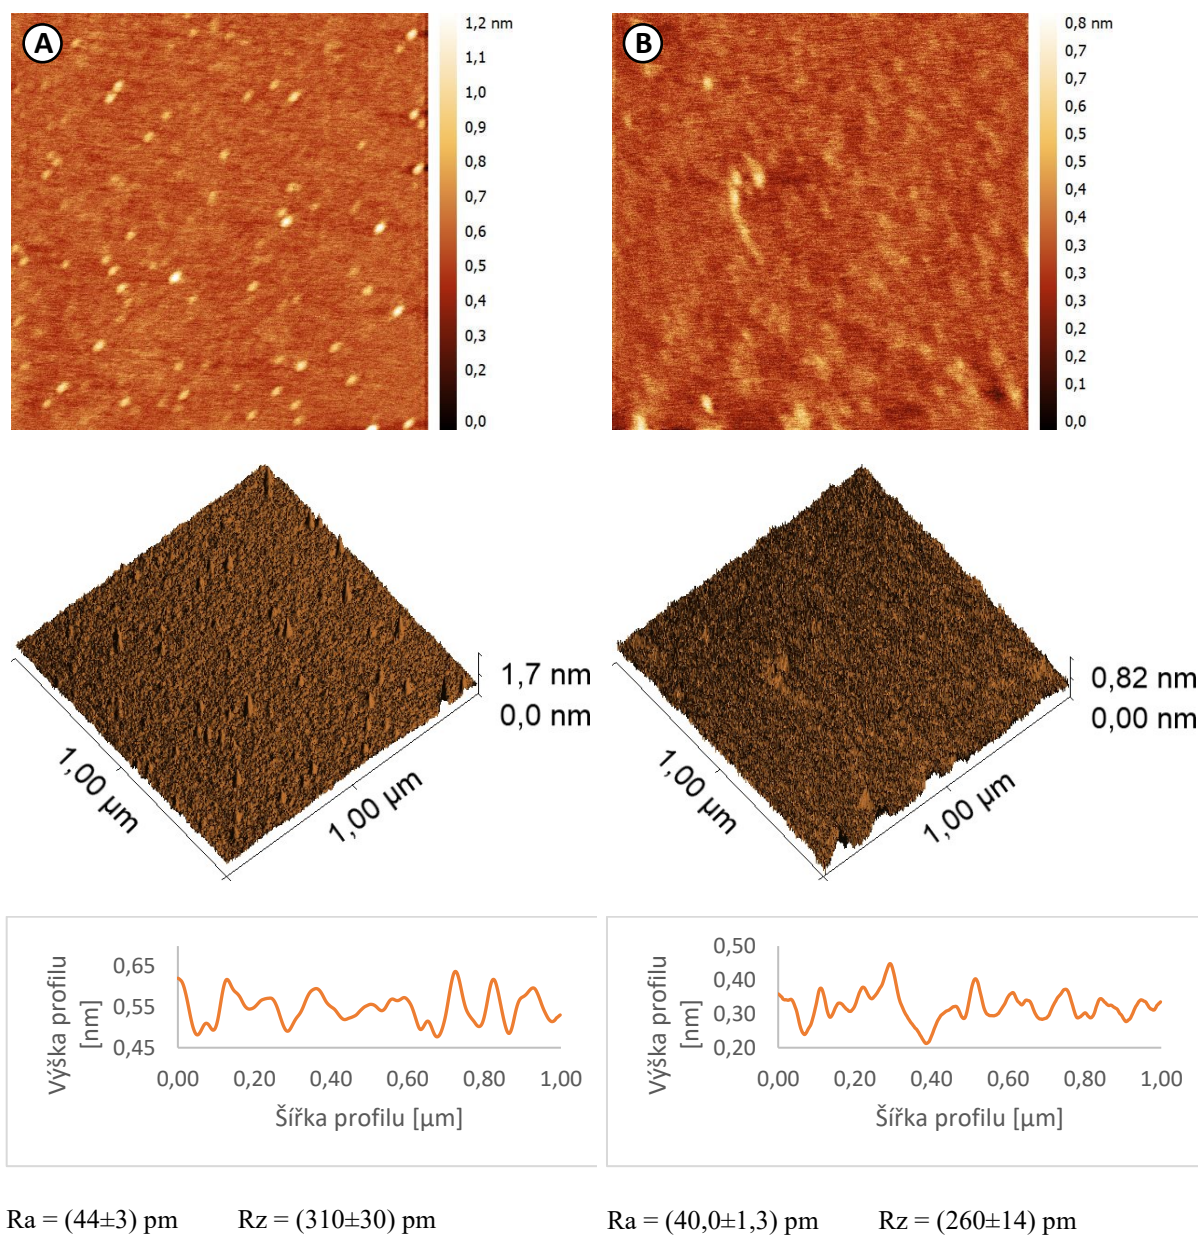 A
1,2 nm
1,1
1,0
0,9
0,8
0,7
0,6
0,5
0,4
0,3
0,2
0,0
B
0,8 nm
0,7
0,7
0,6
0,5
0,5
0,4
0,4
0,3
0,3
0,3
0,2
0,2
0,1
0,0
1,7 nm
0,0 nm
1,00 µm
1,00 µm
0,82 nm
0,00 nm
1,00 µm
1,00 µm
Výška profilu
[nm]
0,65
0,55
0,45
0,00 0,20 0,40 0,60 0,80 1,00
Šířka profilu [µm]
Výška profilu
[nm]
0,50
0,40
0,30
0,20
0,00 0,20 0,40 0,60 0,80 1,00
Šířka profilu [µm]
Ra = (44±3) pm Rz = (310±30) pm
Ra = (40,0±1,3) pm Rz = (260±14) pm